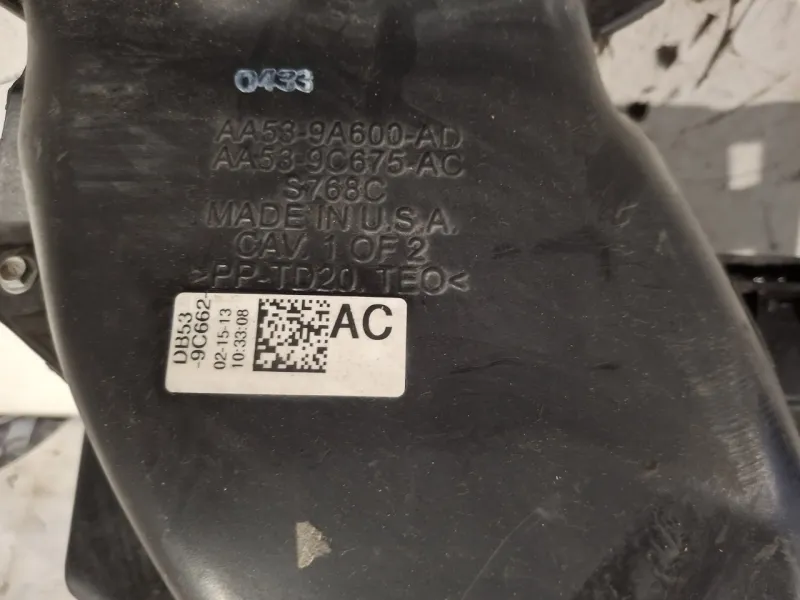 0433
AA53-9A600-AD
AA53-9C675-AC
S768C
MADE IN U.S.A.
CAV. 1 OF 2
>PP-TD20, TEO<
DB53
-9C662-
02-15-13
10:33:08
AC